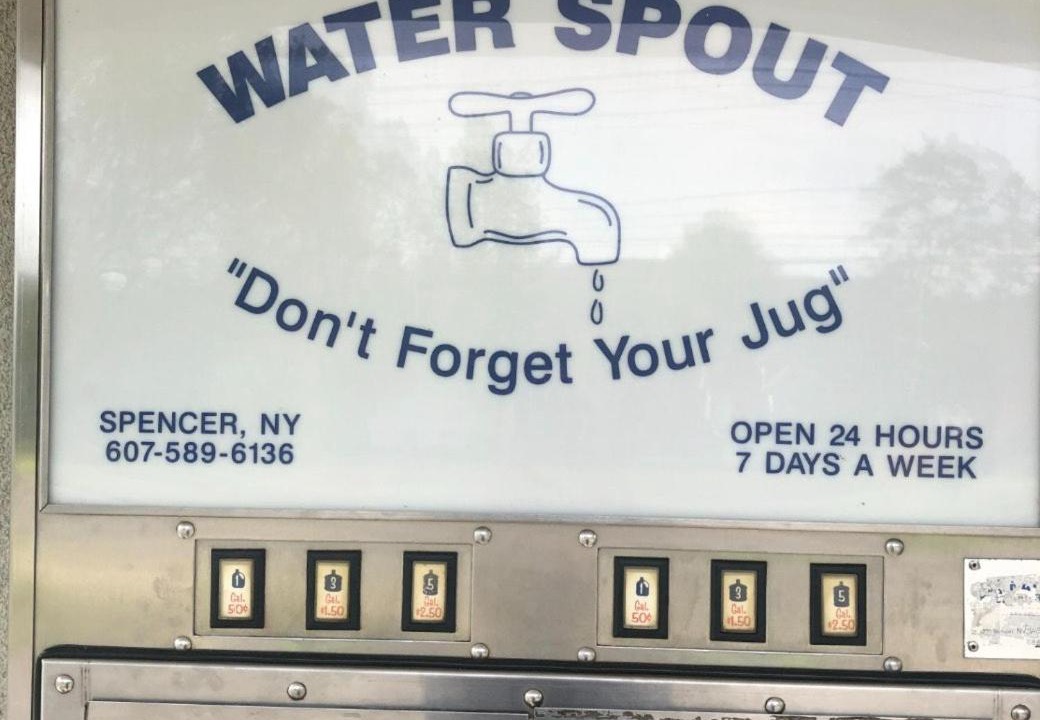 WATER SPOUT
"Don't Forget Your Jug"
SPENCER, NY
607-589-6136
OPEN 24 HOURS
7 DAYS A WEEK
1
Gal.
50¢
3
Gal.
$1.50
5
Gal.
$2.50
1
Gal.
50¢
3
Gal.
$1.50
5
Gal.
$2.50